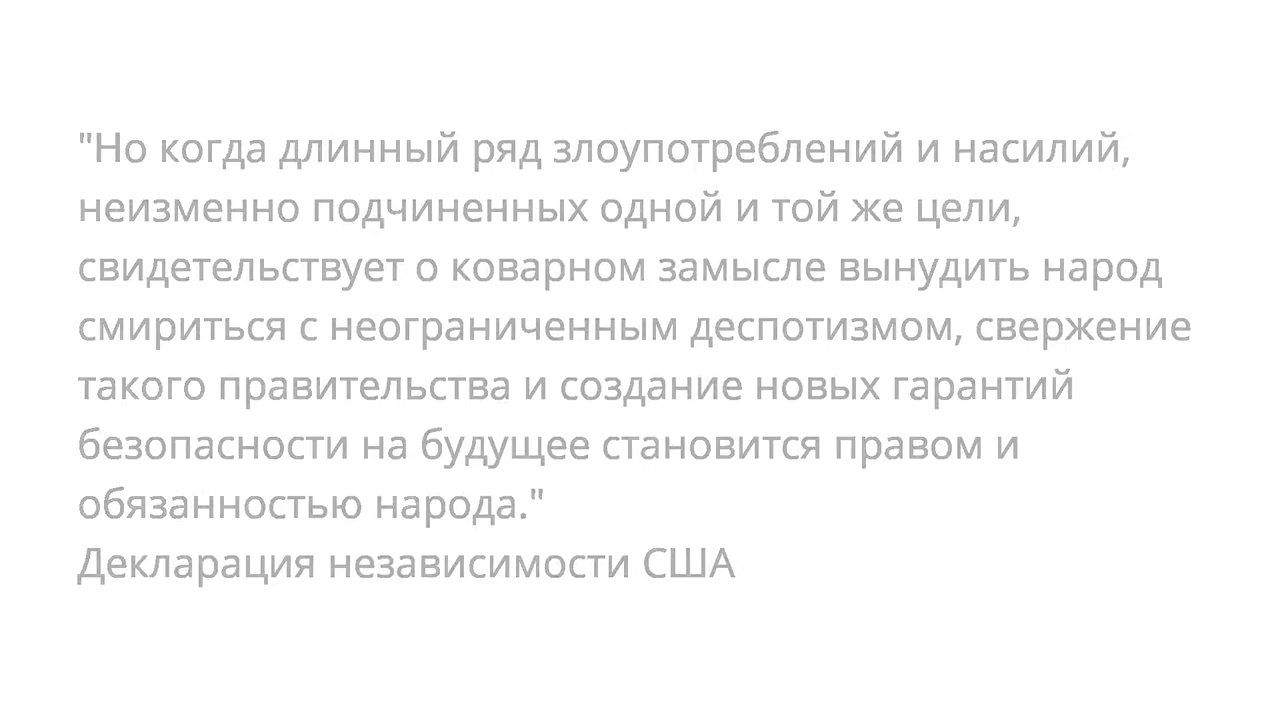 "Но когда длинный ряд злоупотреблений и насилий,
неизменно подчиненных одной и той же цели,
свидетельствует о коварном замысле вынудить народ
смириться с неограниченным деспотизмом, свержение
такого правительства и создание новых гарантий
безопасности на будущее становится правом и
обязанностью народа."
Декларация независимости США